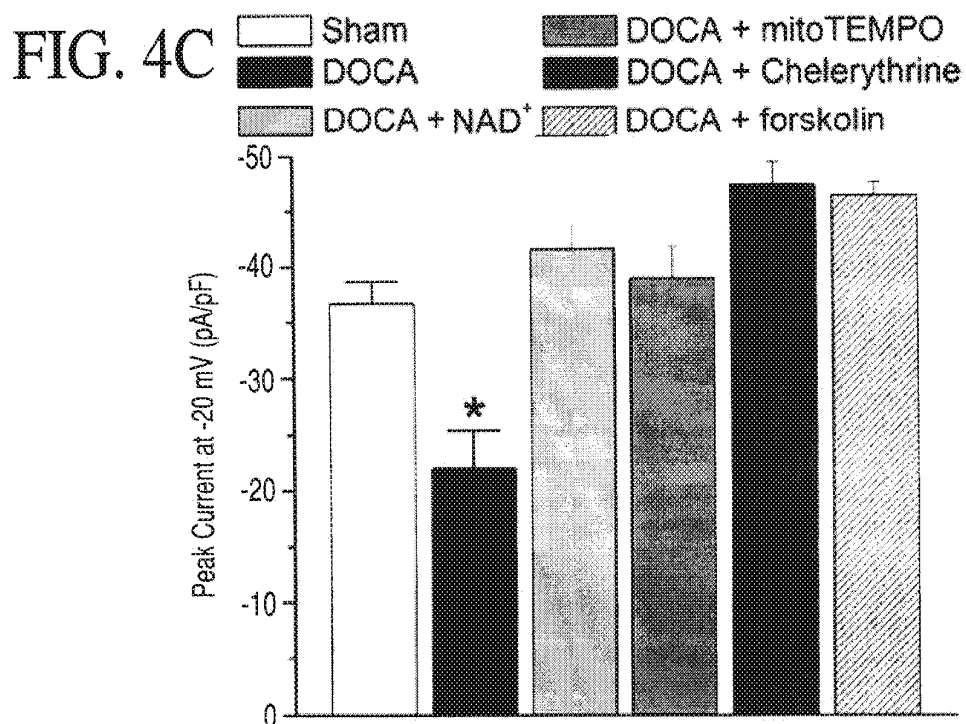 FIG. 4C
Sham
DOCA
DOCA + NAD⁺
DOCA + mitoTEMPO
DOCA + Chelerythrine
DOCA + forskolin
Peak Current at -20 mV (pA/pF)
-50
-40
-30
-20
-10
0
*